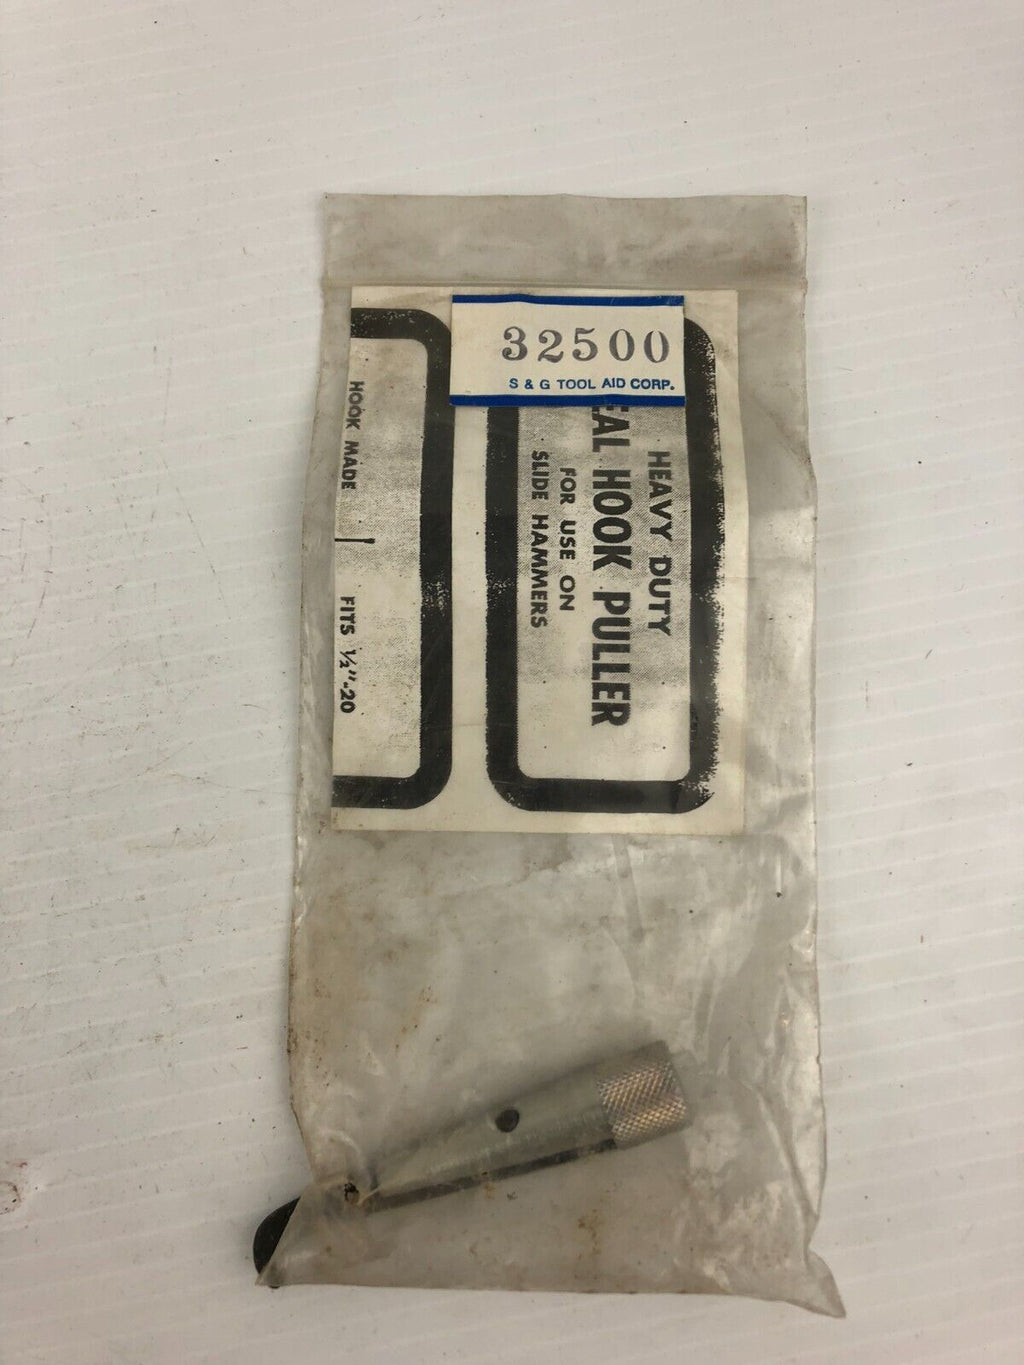 32500
S & G TOOL AID CORP.
HEAVY DUTY
HOOK PULLER
FOR USE ON
SLIDE HAMMERS
HOOK MADE
FITS ½"-20